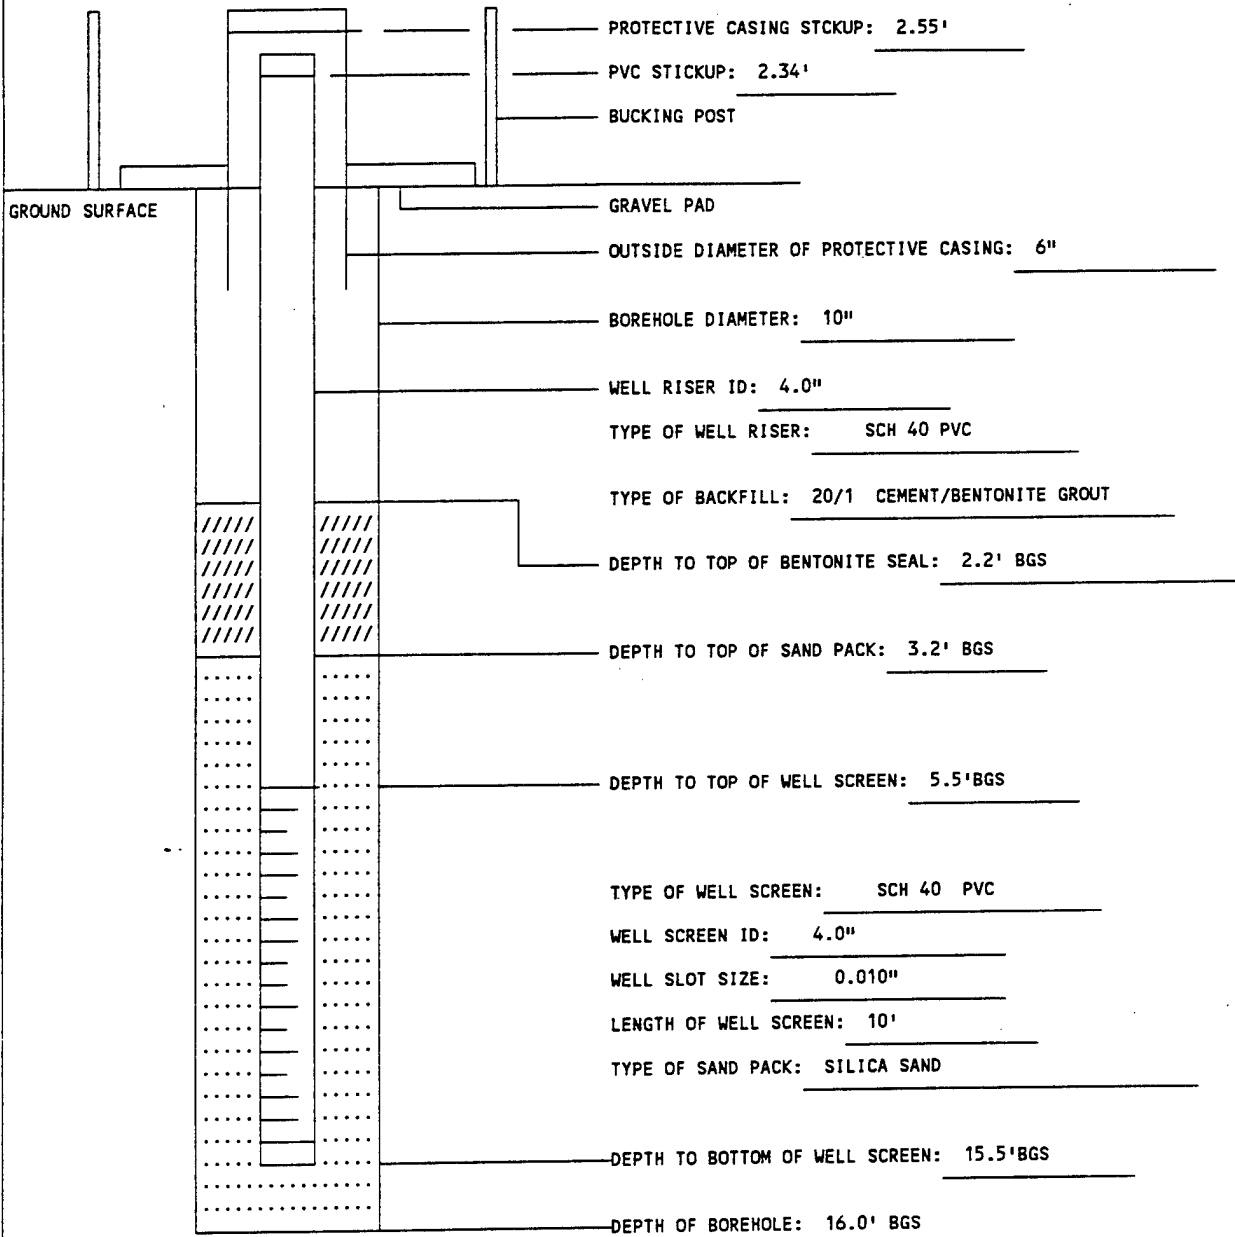 PROTECTIVE CASING STCKUP: 2.55'
PVC STICKUP: 2.34'
BUCKING POST
GROUND SURFACE
GRAVEL PAD
OUTSIDE DIAMETER OF PROTECTIVE CASING: 6"
BOREHOLE DIAMETER: 10"
WELL RISER ID: 4.0"
TYPE OF WELL RISER: SCH 40 PVC
TYPE OF BACKFILL: 20/1 CEMENT/BENTONITE GROUT
DEPTH TO TOP OF BENTONITE SEAL: 2.2' BGS
DEPTH TO TOP OF SAND PACK: 3.2' BGS
DEPTH TO TOP OF WELL SCREEN: 5.5'BGS
TYPE OF WELL SCREEN: SCH 40 PVC
WELL SCREEN ID: 4.0"
WELL SLOT SIZE: 0.010"
LENGTH OF WELL SCREEN: 10'
TYPE OF SAND PACK: SILICA SAND
DEPTH TO BOTTOM OF WELL SCREEN: 15.5'BGS
DEPTH OF BOREHOLE: 16.0' BGS